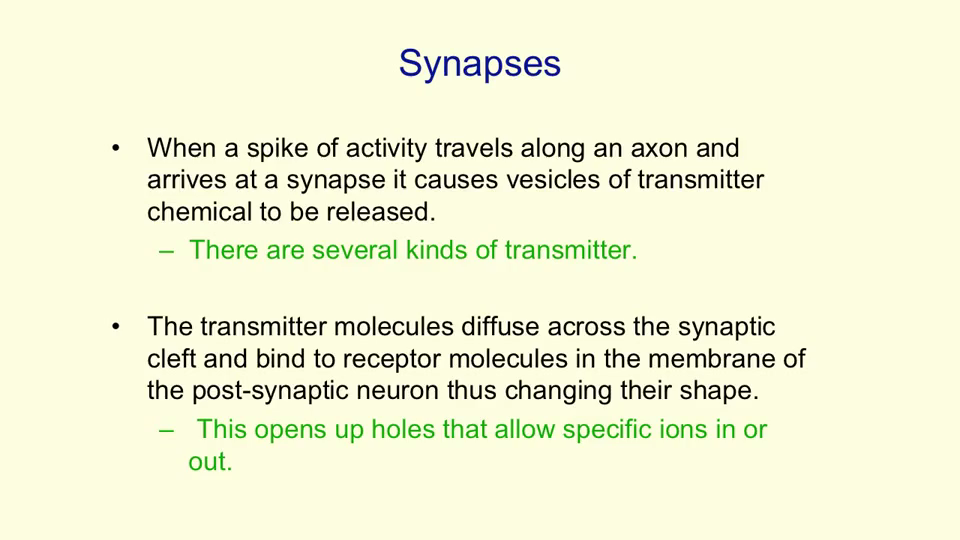 Synapses
• When a spike of activity travels along an axon and
arrives at a synapse it causes vesicles of transmitter
chemical to be released.
– There are several kinds of transmitter.
• The transmitter molecules diffuse across the synaptic
cleft and bind to receptor molecules in the membrane of
the post-synaptic neuron thus changing their shape.
– This opens up holes that allow specific ions in or
out.